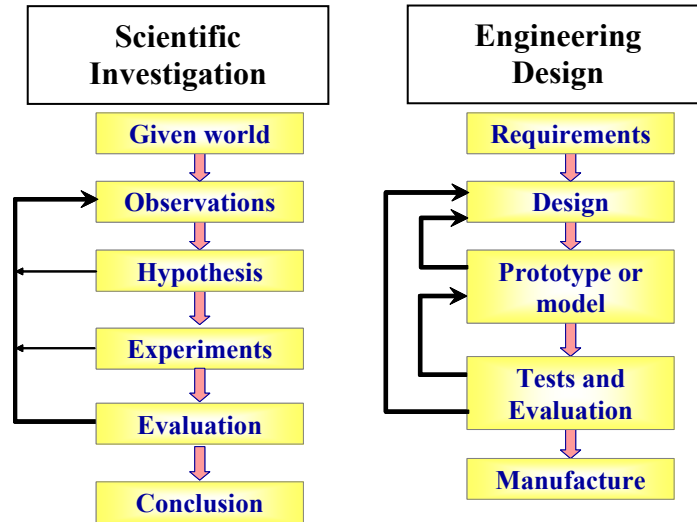 Scientific
Investigation
Given world
Observations
Hypothesis
Experiments
Evaluation
Conclusion
Engineering
Design
Requirements
Design
Prototype or
model
Tests and
Evaluation
Manufacture